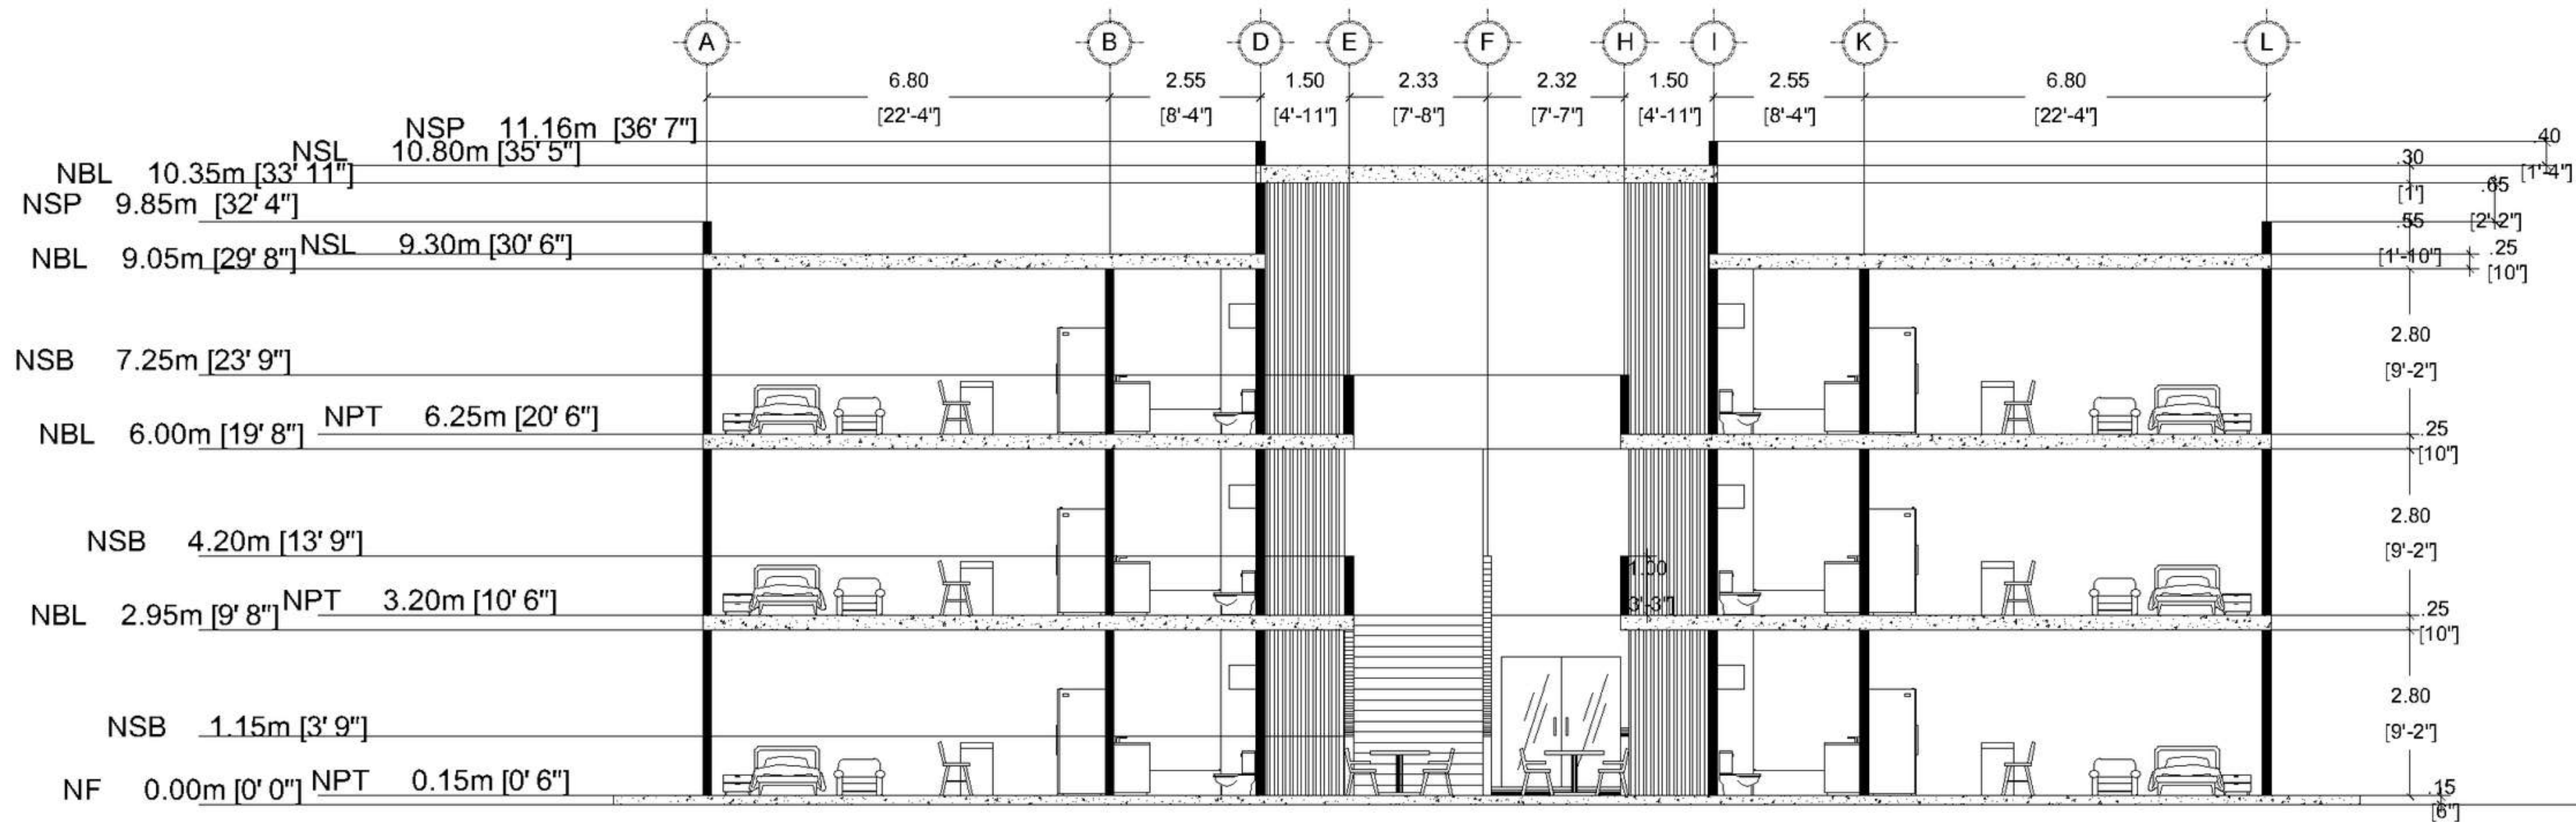 A B D E F H I K L
6.80 2.55 1.50 2.33 2.32 1.50 2.55 6.80
[22'-4"] [8'-4"] [4'-11"] [7'-8"] [7'-7"] [4'-11"] [8'-4"] [22'-4"]
NSP 11.16m [36' 7"]
NSL 10.80m [35' 5"]
NBL 10.35m [33' 11"]
NSP 9.85m [32' 4"]
NSL 9.30m [30' 6"]
NBL 9.05m [29' 8"]
NSB 7.25m [23' 9"]
NPT 6.25m [20' 6"]
NBL 6.00m [19' 8"]
NSB 4.20m [13' 9"]
NPT 3.20m [10' 6"]
NBL 2.95m [9' 8"]
NSB 1.15m [3' 9"]
NPT 0.15m [0' 6"]
NF 0.00m [0' 0"]
1.00
3'-3"]
.40
[1'-4"]
.30
[1']
.65
[2'-2"]
.55
[1'-10"]
.25
[10"]
2.80
[9'-2"]
.25
[10"]
2.80
[9'-2"]
.25
[10"]
2.80
[9'-2"]
.15
[6"]